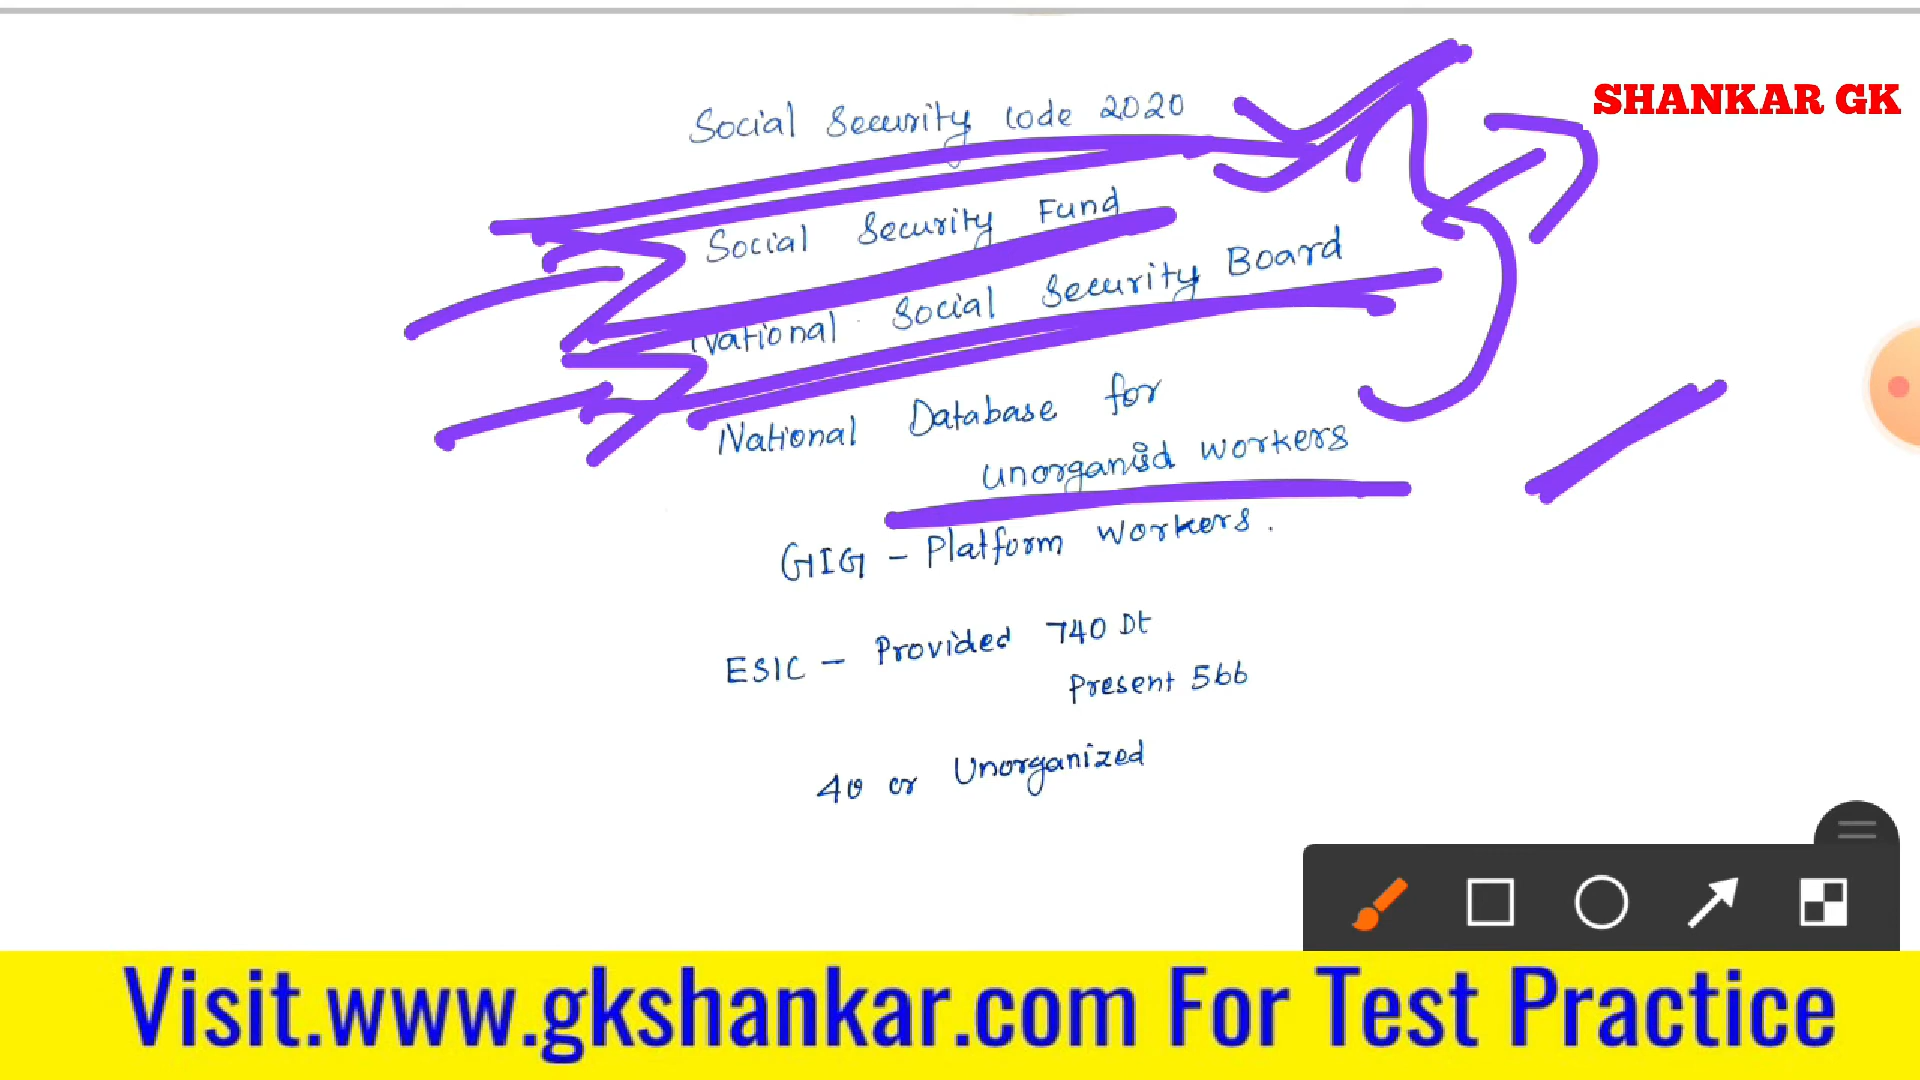 SHANKAR GK
Social Security Code 2020
Social Security Fund
National Social Security Board
National Database for
Unorganisd workers
GIG - Platform workers.
ESIC - Provided 740 Dt
Present 566
40 cr Unorganized
Visit.www.gkshankar.com For Test Practice